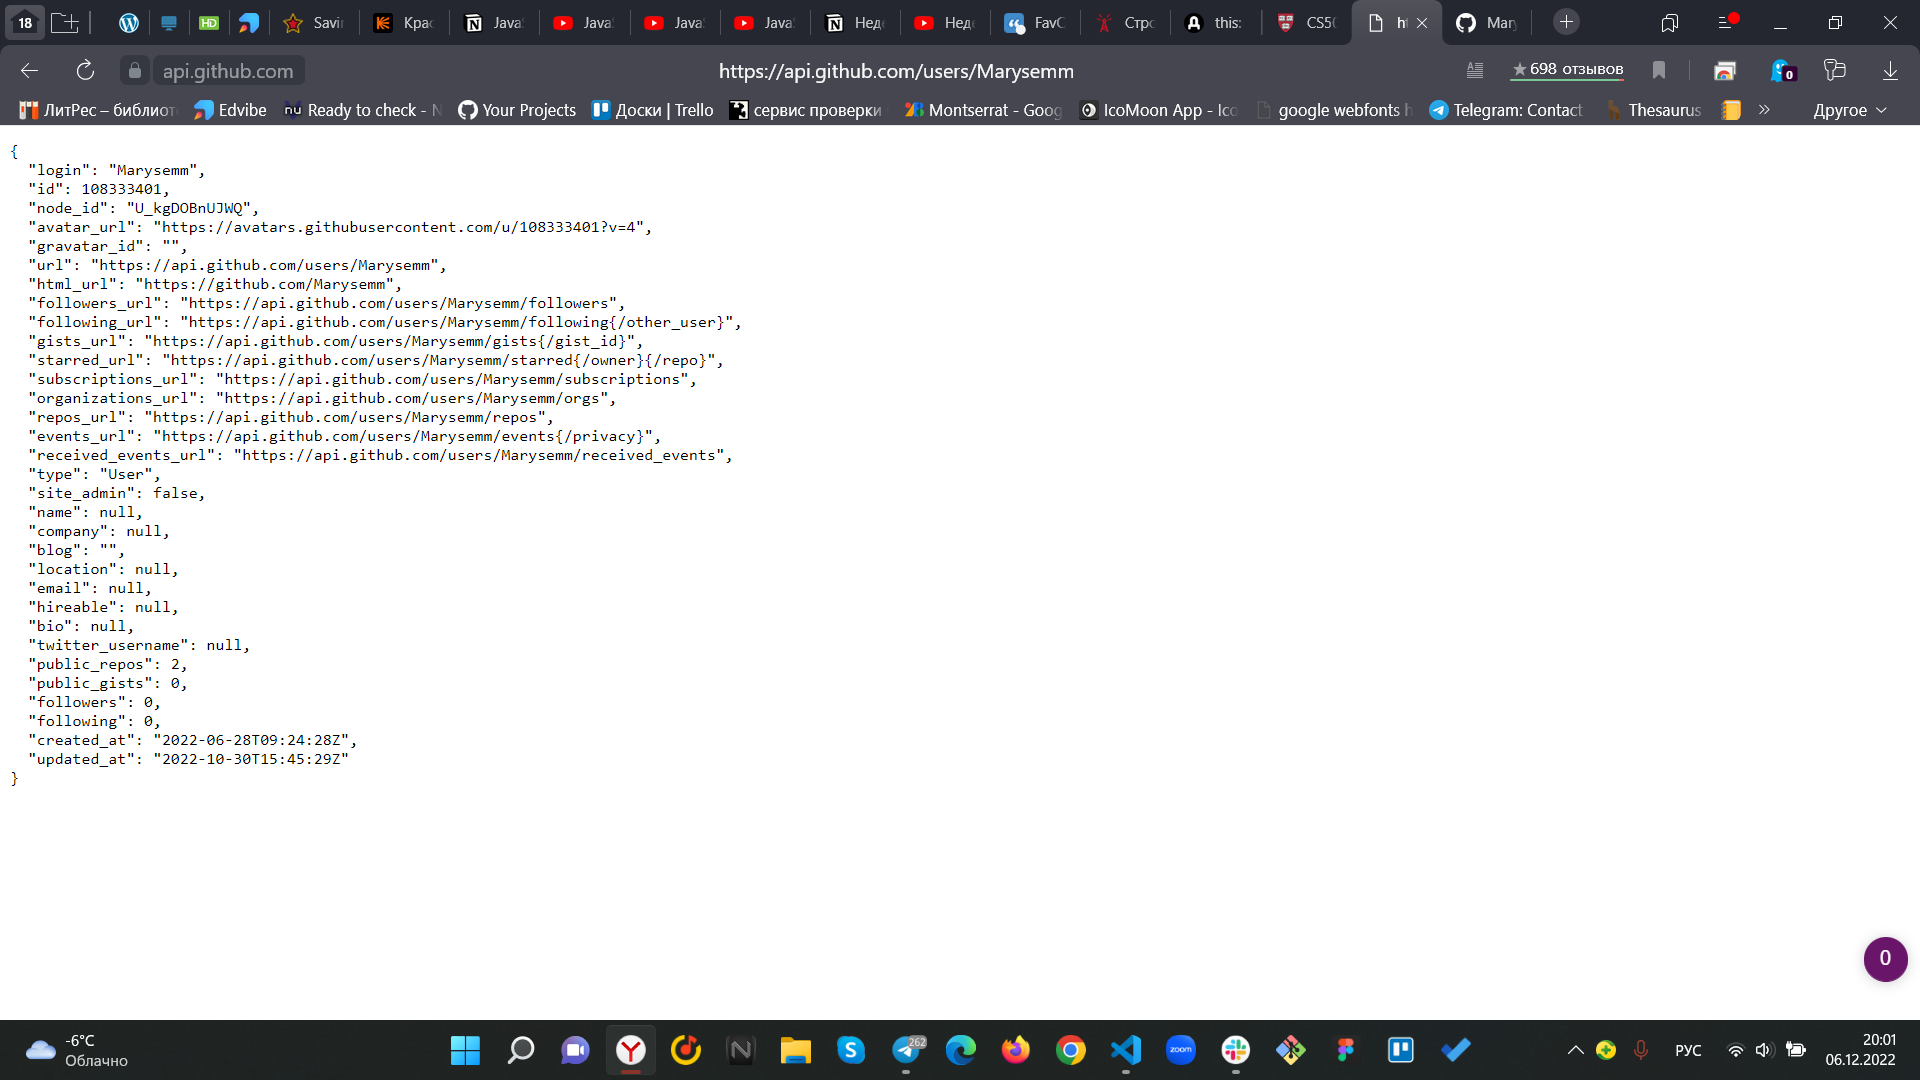 18
HD
Savin
Крас
Java
Java
Java
Java
Неде
Неде
FavC
Стро
this:
CS50
ht
Mary
api.github.com
https://api.github.com/users/Marysemm
★698 отзывов
0
ЛитРес – библиот
Edvibe
nu Ready to check - N
Your Projects
Доски | Trello
сервис проверки
Montserrat - Goog
IcoMoon App - Ico
google webfonts h
Telegram: Contact
Thesaurus
»
Другое
{
"login": "Marysemm",
"id": 108333401,
"node_id": "U_kgDOBnUJWQ",
"avatar_url": "https://avatars.githubusercontent.com/u/108333401?v=4",
"gravatar_id": "",
"url": "https://api.github.com/users/Marysemm",
"html_url": "https://github.com/Marysemm",
"followers_url": "https://api.github.com/users/Marysemm/followers",
"following_url": "https://api.github.com/users/Marysemm/following{/other_user}",
"gists_url": "https://api.github.com/users/Marysemm/gists{/gist_id}",
"starred_url": "https://api.github.com/users/Marysemm/starred{/owner}{/repo}",
"subscriptions_url": "https://api.github.com/users/Marysemm/subscriptions",
"organizations_url": "https://api.github.com/users/Marysemm/orgs",
"repos_url": "https://api.github.com/users/Marysemm/repos",
"events_url": "https://api.github.com/users/Marysemm/events{/privacy}",
"received_events_url": "https://api.github.com/users/Marysemm/received_events",
"type": "User",
"site_admin": false,
"name": null,
"company": null,
"blog": "",
"location": null,
"email": null,
"hireable": null,
"bio": null,
"twitter_username": null,
"public_repos": 2,
"public_gists": 0,
"followers": 0,
"following": 0,
"created_at": "2022-06-28T09:24:28Z",
"updated_at": "2022-10-30T15:45:29Z"
}
0
-6°C
Облачно
262
zoom
РУС
20:01
06.12.2022